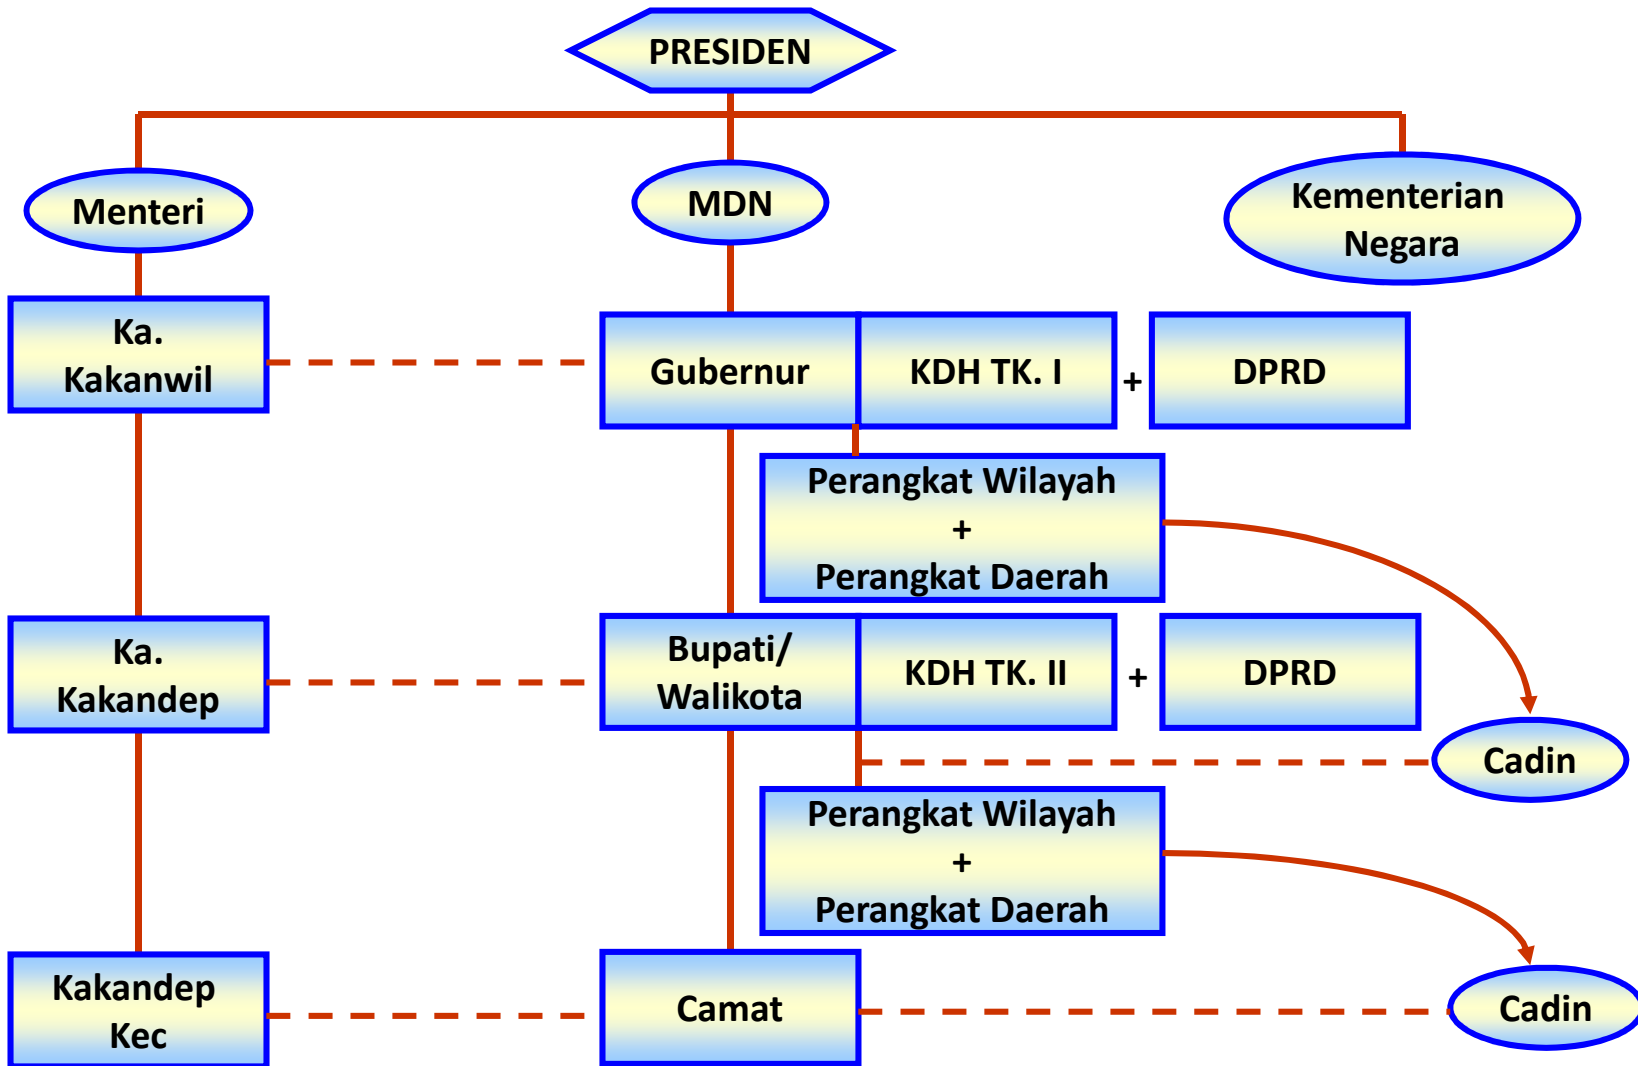 PRESIDEN
Menteri
MDN
Kementerian
Negara
Ka.
Kakanwil
Gubernur
KDH TK. I
+
DPRD
Perangkat Wilayah
+
Perangkat Daerah
Ka.
Kakandep
Bupati/
Walikota
KDH TK. II
+
DPRD
Cadin
Perangkat Wilayah
+
Perangkat Daerah
Kakandep
Kec
Camat
Cadin